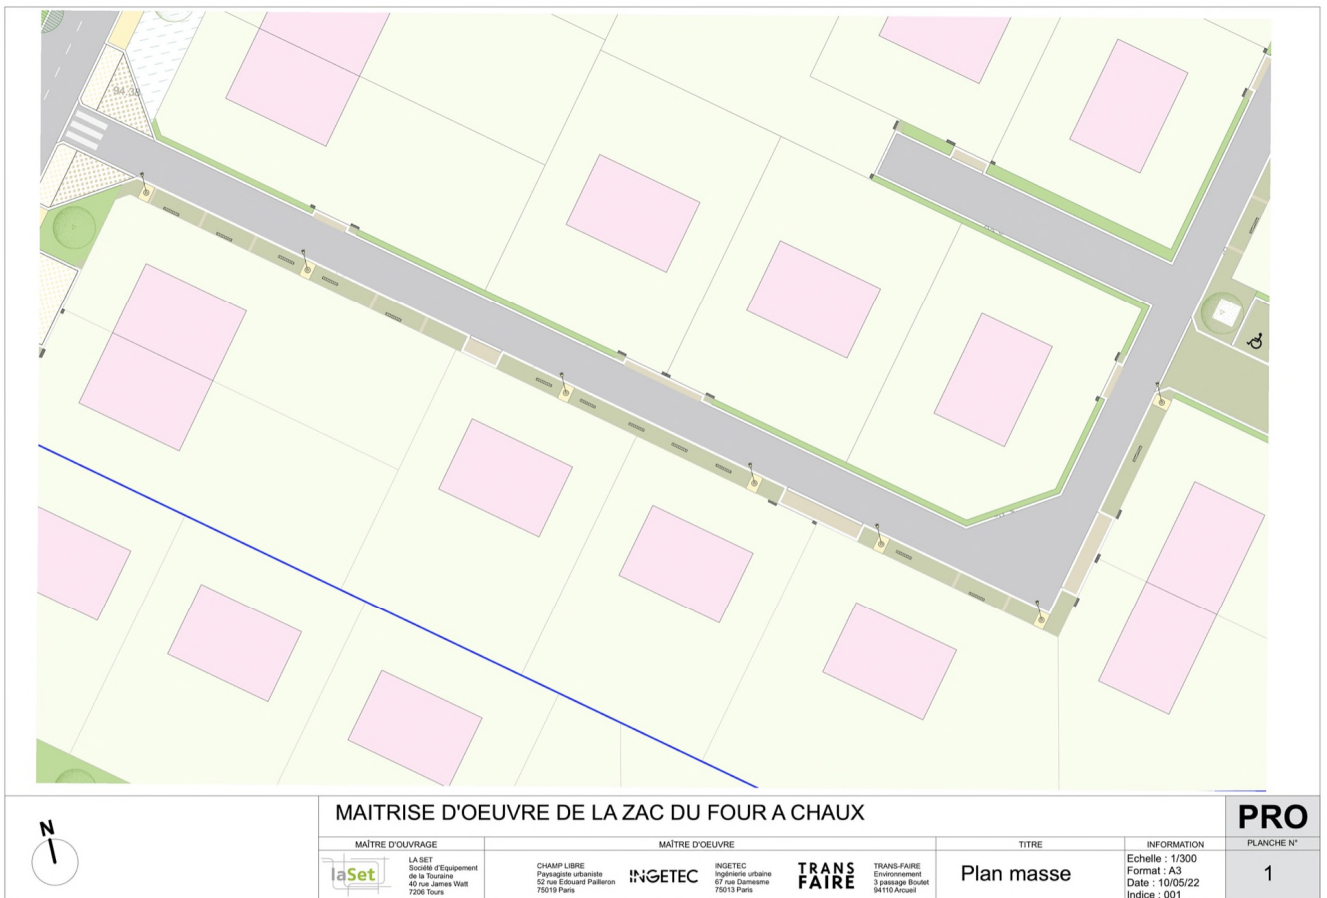 94.38
N
MAITRISE D'OEUVRE DE LA ZAC DU FOUR A CHAUX
PRO
MAÎTRE D'OUVRAGE
MAÎTRE D'OEUVRE
TITRE
INFORMATION
PLANCHE N°
laSet
LA SET
Société d'Equipement
de la Touraine
40 rue James Watt
7206 Tours
CHAMP LIBRE
Paysagiste urbaniste
52 rue Edouard Pailleron
75019 Paris
INGETEC
INGETEC
Ingénierie urbaine
67 rue Damesme
75013 Paris
TRANS
FAIRE
TRANS-FAIRE
Environnement
3 passage Boutet
94110 Arcueil
Plan masse
Echelle : 1/300
Format : A3
Date : 10/05/22
Indice : 001
1